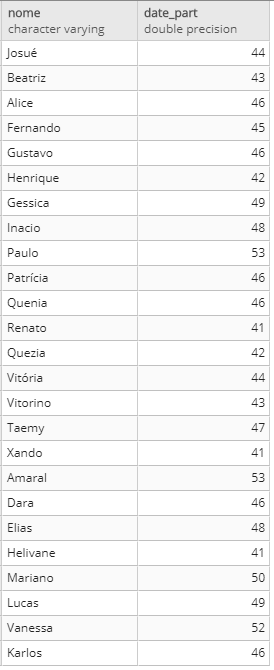 nome date_part
character varying double precision
Josué 44
Beatriz 43
Alice 46
Fernando 45
Gustavo 46
Henrique 42
Gessica 49
Inacio 48
Paulo 53
Patrícia 46
Quenia 46
Renato 41
Quezia 42
Vitória 44
Vitorino 43
Taemy 47
Xando 41
Amaral 53
Dara 46
Elias 48
Helivane 41
Mariano 50
Lucas 49
Vanessa 52
Karlos 46